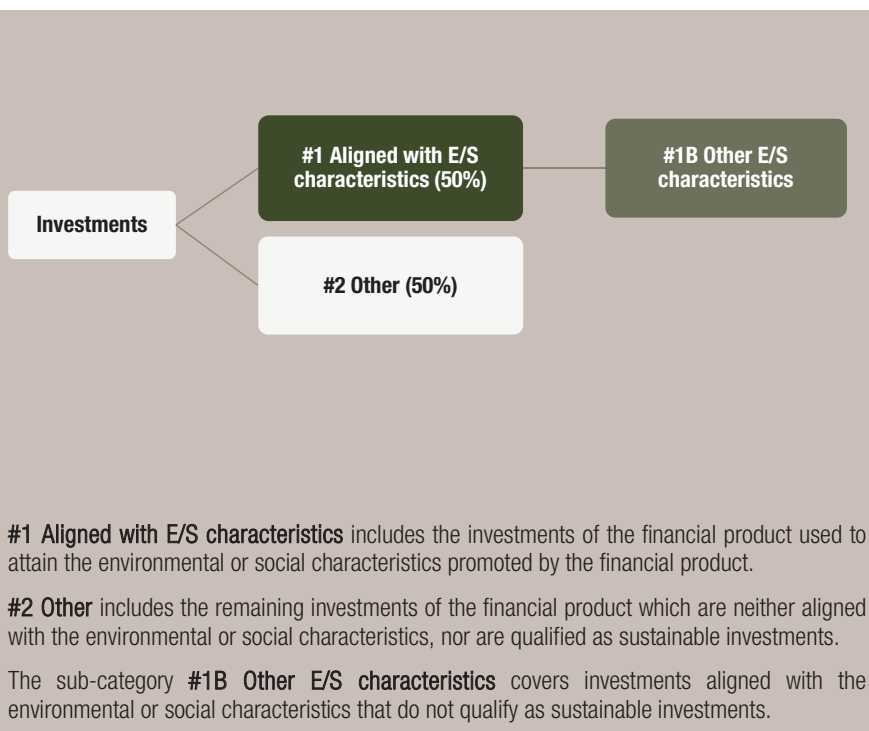 #1 Aligned with E/S
characteristics (50%)
#1B Other E/S
characteristics
Investments
#2 Other (50%)
#1 Aligned with E/S characteristics includes the investments of the financial product used to
attain the environmental or social characteristics promoted by the financial product.
#2 Other includes the remaining investments of the financial product which are neither aligned
with the environmental or social characteristics, nor are qualified as sustainable investments.
The sub-category #1B Other E/S characteristics covers investments aligned with the
environmental or social characteristics that do not qualify as sustainable investments.